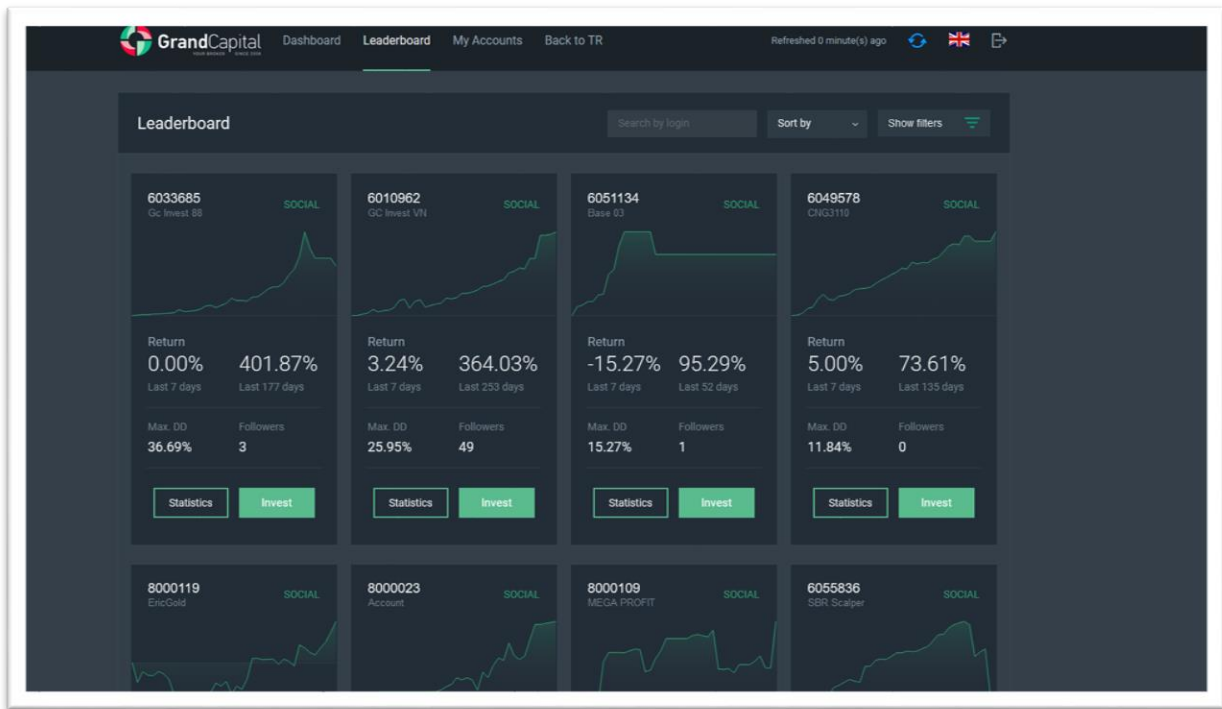 GrandCapital Dashboard Leaderboard My Accounts Back to TR Refreshed 0 minute(s) ago
YOUR BROKER SINCE 2006
Leaderboard Search by login Sort by Show filters
6033685 SOCIAL
Gc Invest 88
Return
0.00% 401.87%
Last 7 days Last 177 days
Max. DD Followers
36.69% 3
Statistics Invest
6010962 SOCIAL
GC Invest VN
Return
3.24% 364.03%
Last 7 days Last 253 days
Max. DD Followers
25.95% 49
Statistics Invest
6051134 SOCIAL
Base 03
Return
-15.27% 95.29%
Last 7 days Last 52 days
Max. DD Followers
15.27% 1
Statistics Invest
6049578 SOCIAL
CNG3110
Return
5.00% 73.61%
Last 7 days Last 135 days
Max. DD Followers
11.84% 0
Statistics Invest
8000119 SOCIAL
EricGold
8000023 SOCIAL
Account
8000109 SOCIAL
MEGA PROFIT
6055836 SOCIAL
SBR Scalper